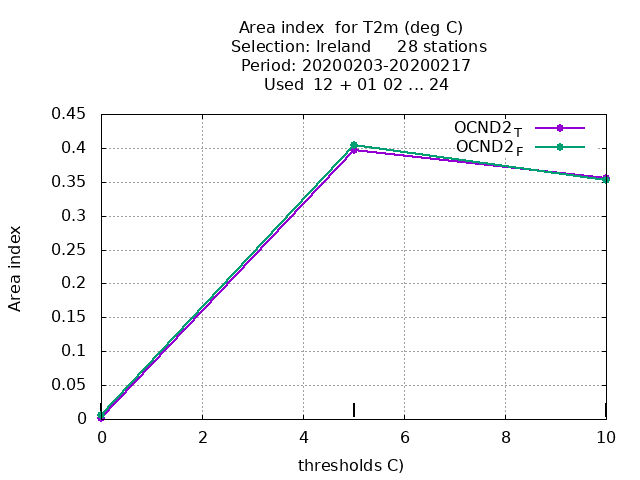 Area index  for T2m (deg C)
Selection: Ireland     28 stations
Period: 20200203-20200217
Used  12 + 01 02 ... 24
OCND2_T
OCND2_F
0.45
0.4
0.35
0.3
0.25
0.2
0.15
0.1
0.05
0
Area index
0 2 4 6 8 10
thresholds C)